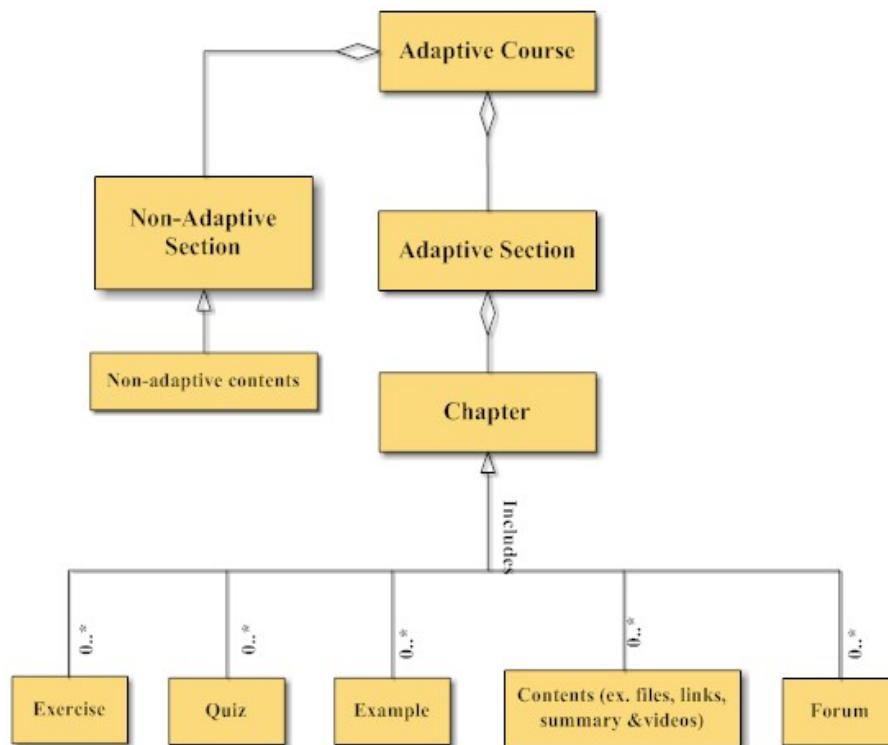 Adaptive Course
Non-Adaptive
Section
Adaptive Section
Non-adaptive contents
Chapter
Includes
0..*
0..*
0..*
0..*
0..*
Exercise
Quiz
Example
Contents (ex. files, links,
summary &videos)
Forum